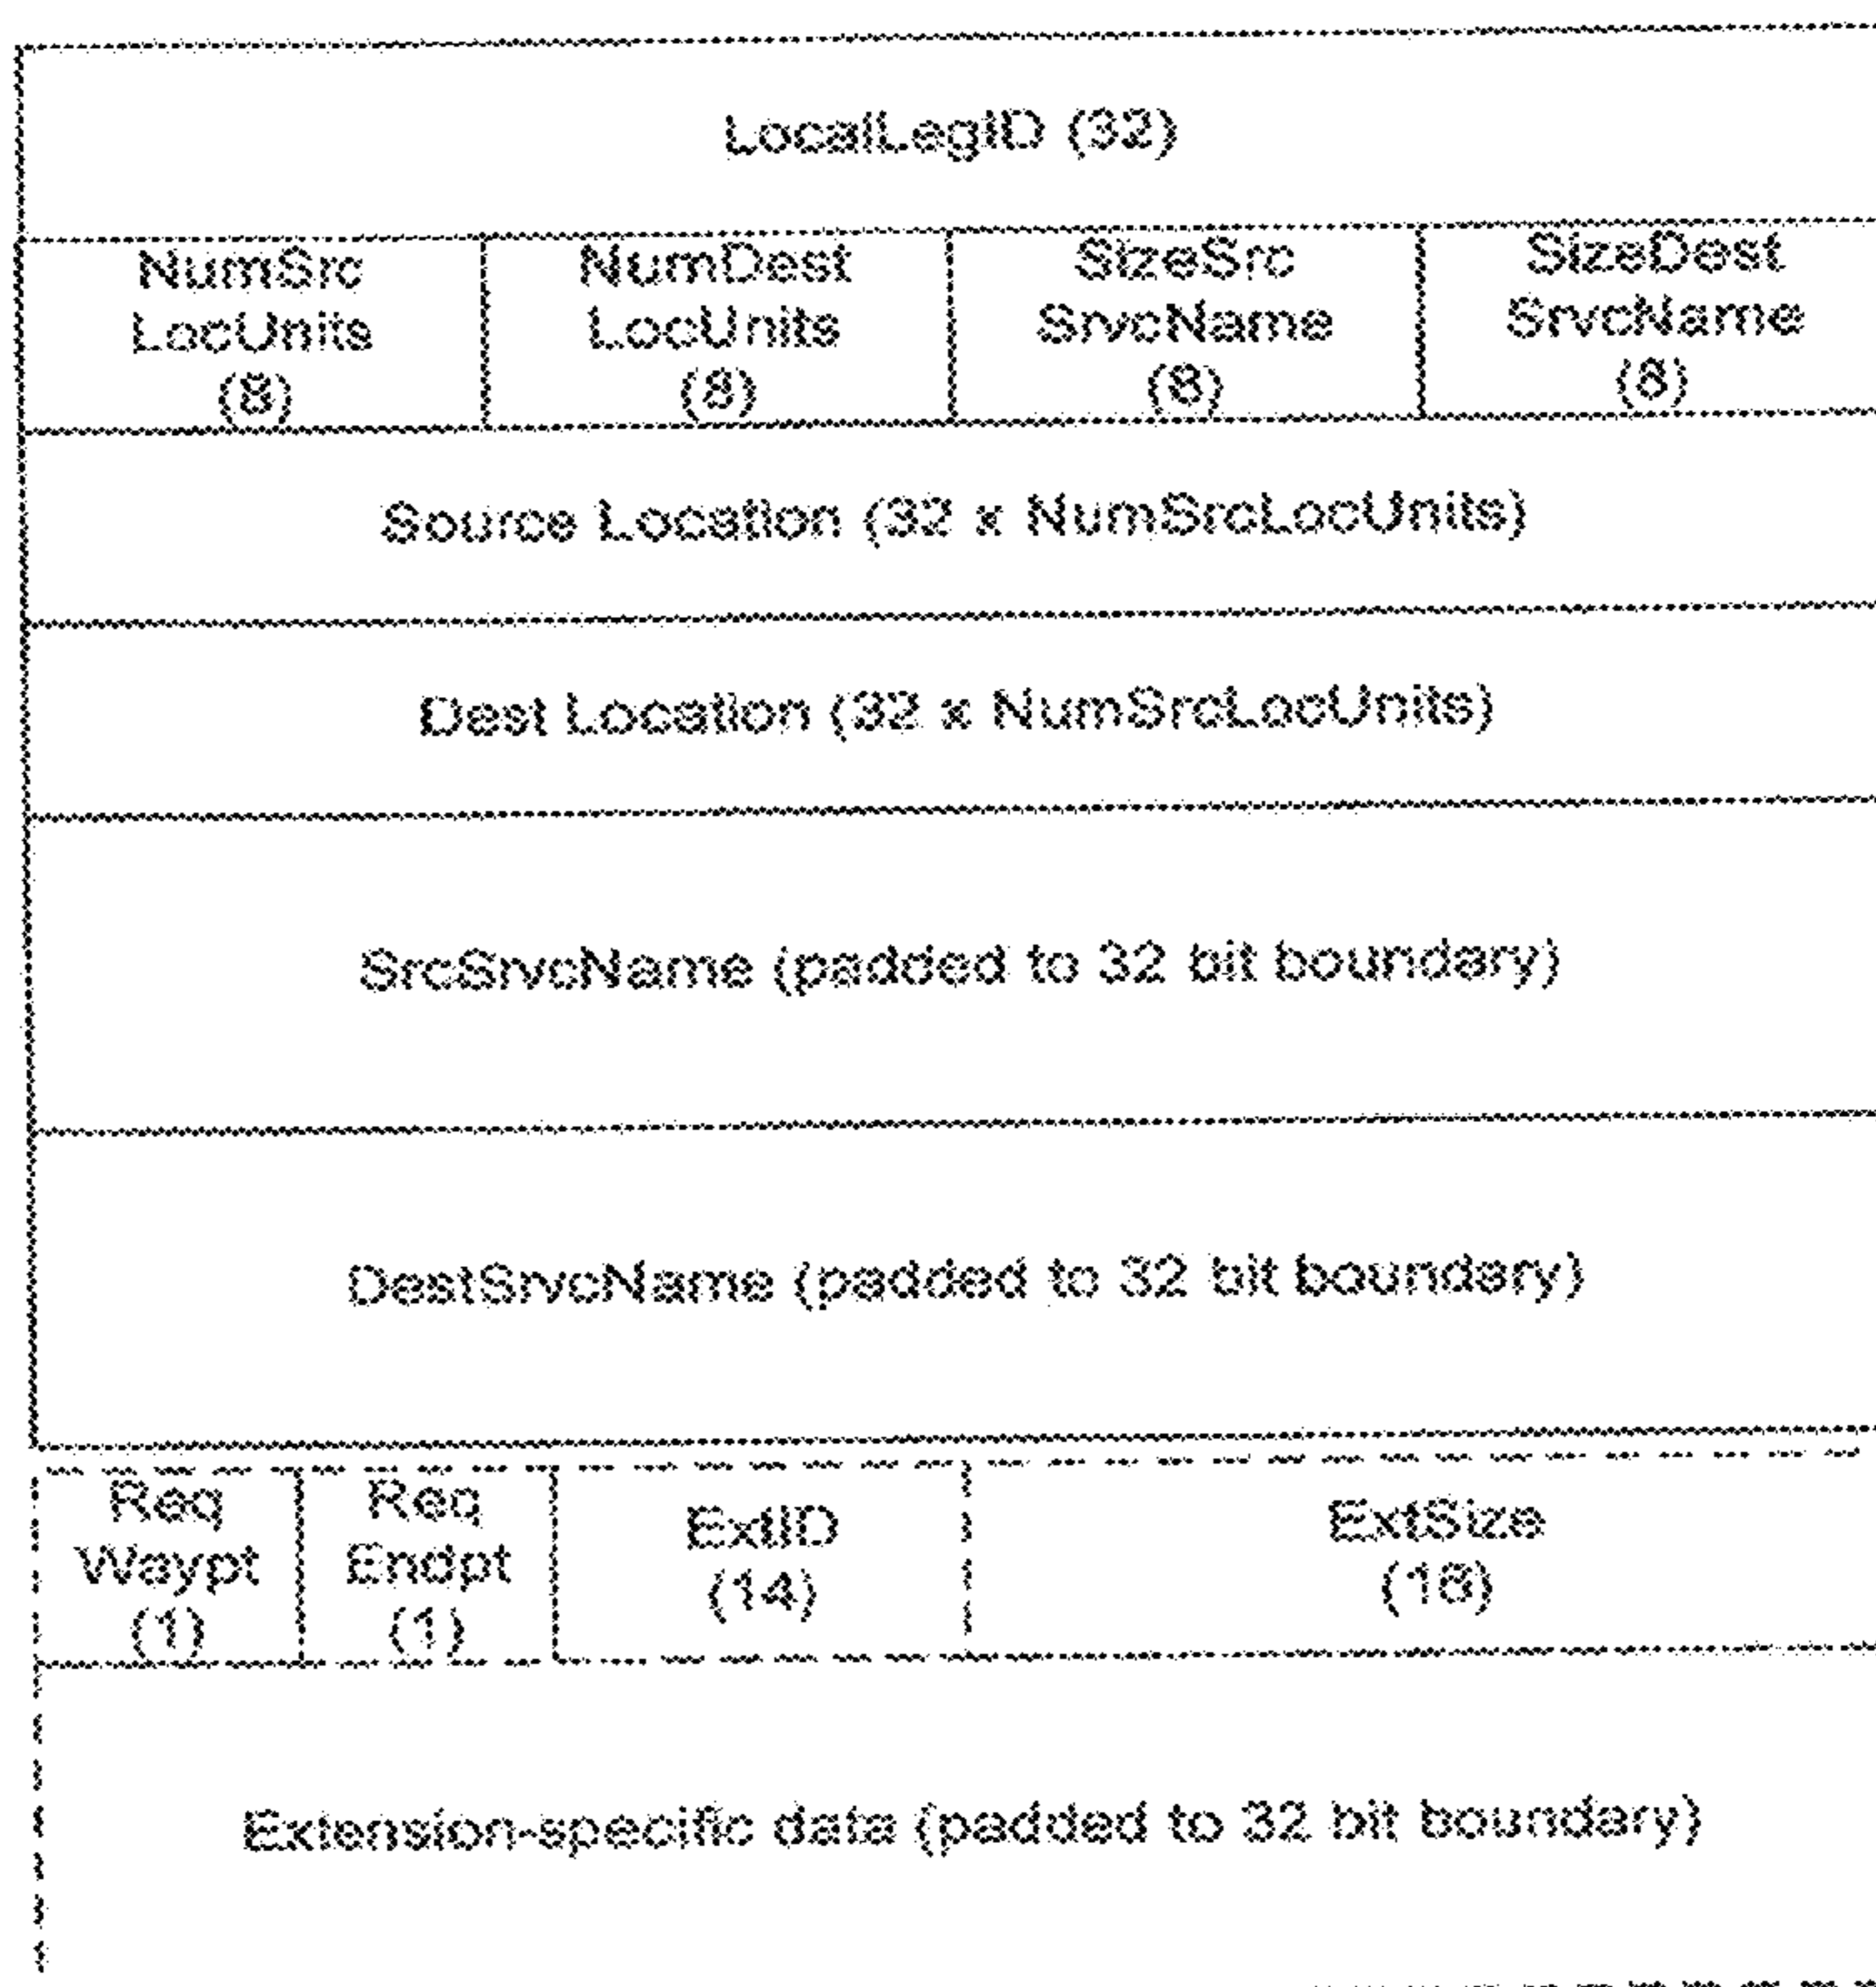 LocalLegID (32)
NumSrc
LocUnits
(8)
NumDest
LocUnits
(8)
SizeSrc
SrvcName
(8)
SizeDest
SrvcName
(8)
Source Location (32 x NumSrcLocUnits)
Dest Location (32 x NumSrcLocUnits)
SrcSrvcName (padded to 32 bit boundary)
DestSrvcName (padded to 32 bit boundary)
Req
Waypt
(1)
Req
Endpt
(1)
ExtID
(14)
ExtSize
(16)
Extension-specific data (padded to 32 bit boundary)